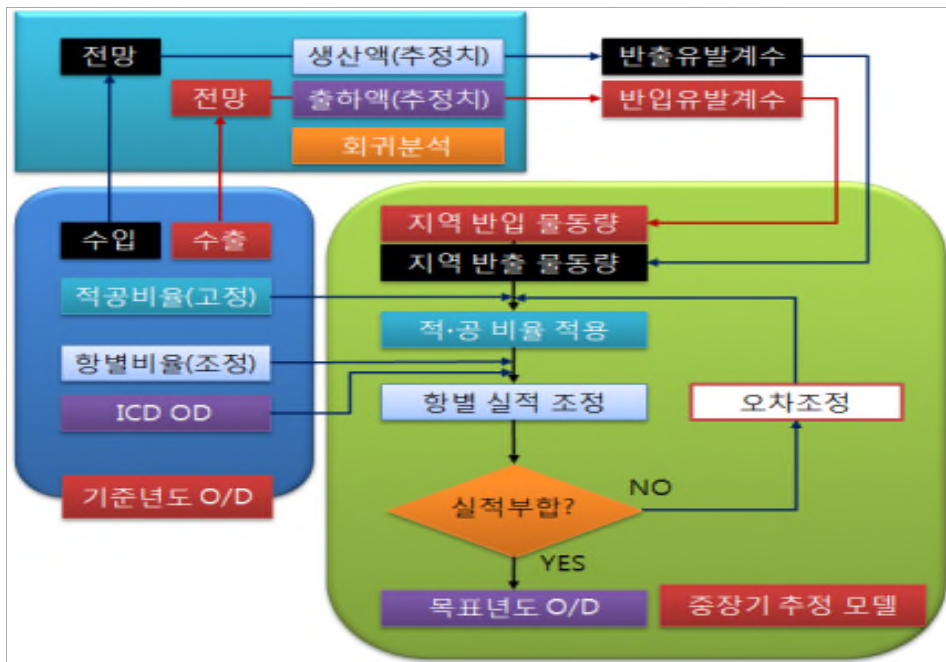 전망
생산액(추정치)
반출유발계수
전망
출하액(추정치)
반입유발계수
회귀분석
수입
수출
지역 반입 물동량
지역 반출 물동량
적공비율(고정)
적·공 비율 적용
항별비율(조정)
ICD OD
항별 실적 조정
오차조정
기준년도 O/D
실적부합?
NO
YES
목표년도 O/D
중장기 추정 모델